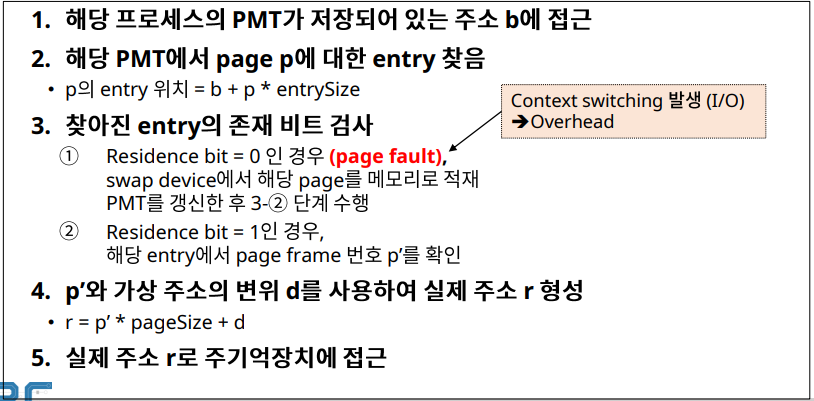 1. 해당 프로세스의 PMT가 저장되어 있는 주소 b에 접근
2. 해당 PMT에서 page p에 대한 entry 찾음
• p의 entry 위치 = b + p * entrySize
3. 찾아진 entry의 존재 비트 검사
① Residence bit = 0 인 경우 (page fault),
swap device에서 해당 page를 메모리로 적재
PMT를 갱신한 후 3-② 단계 수행
② Residence bit = 1인 경우,
해당 entry에서 page frame 번호 p’를 확인
Context switching 발생 (I/O)
➔Overhead
4. p’와 가상 주소의 변위 d를 사용하여 실제 주소 r 형성
• r = p’ * pageSize + d
5. 실제 주소 r로 주기억장치에 접근